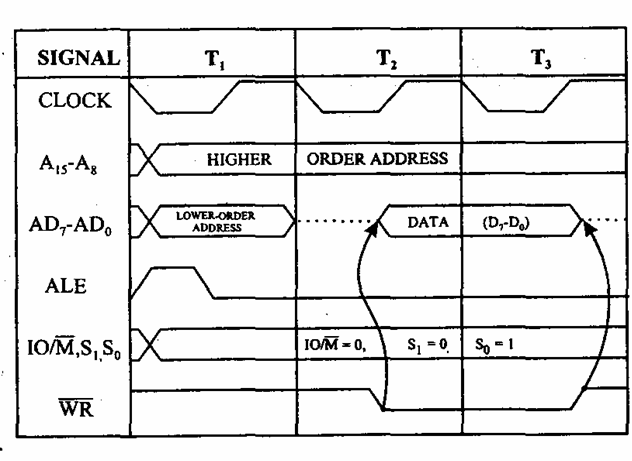 SIGNAL T₁ T₂ T₃
CLOCK
A₁₅-A₈ HIGHER ORDER ADDRESS
AD₇-AD₀ LOWER-ORDER ADDRESS DATA (D₇-D₀)
ALE
IO/M̅,S₁,S₀ IO/M̅ = 0, S₁ = 0, S₀ = 1
W̅R̅